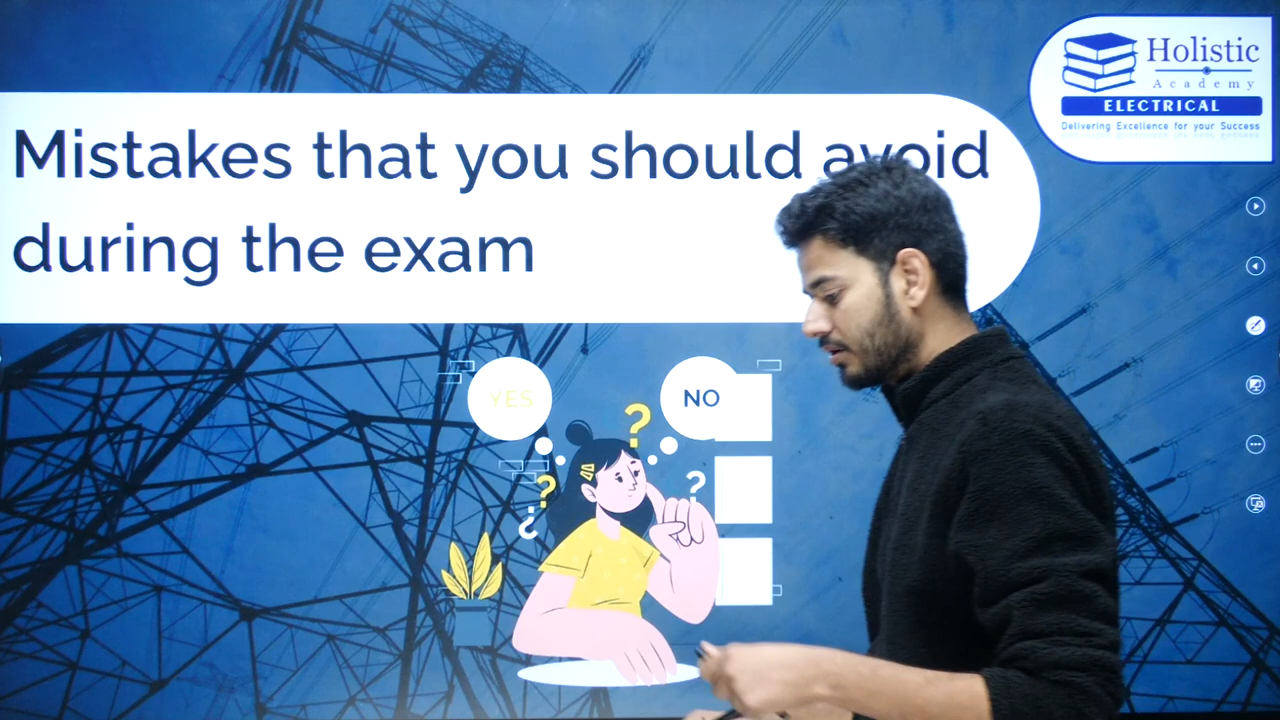 Mistakes that you should avoid
during the exam
Holistic
Academy
ELECTRICAL
Delivering Excellence for your Success
YES
NO
?
?
?